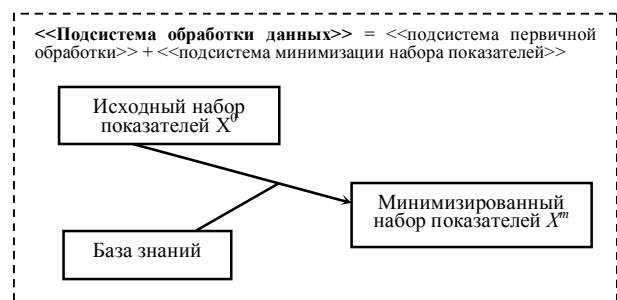 <<Подсистема обработки данных>> = <<подсистема первичной
обработки>> + <<подсистема минимизации набора показателей>>
Исходный набор
показателей X⁰
Минимизированный
набор показателей Xᵐ
База знаний